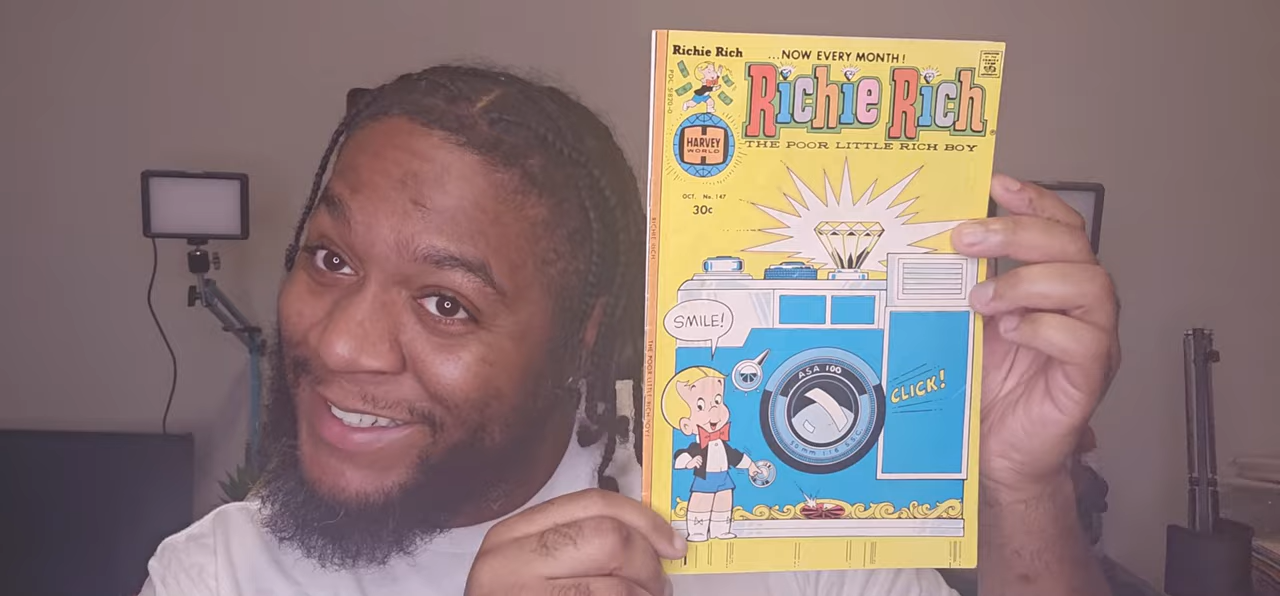 Richie Rich
...NOW EVERY MONTH!
Richie Rich
THE POOR LITTLE RICH BOY
HARVEY
WORLD
OCT. No. 147
30¢
SMILE!
ASA 100
CLICK!
RICHIE RICH
THE POOR LITTLE RICH BOY!